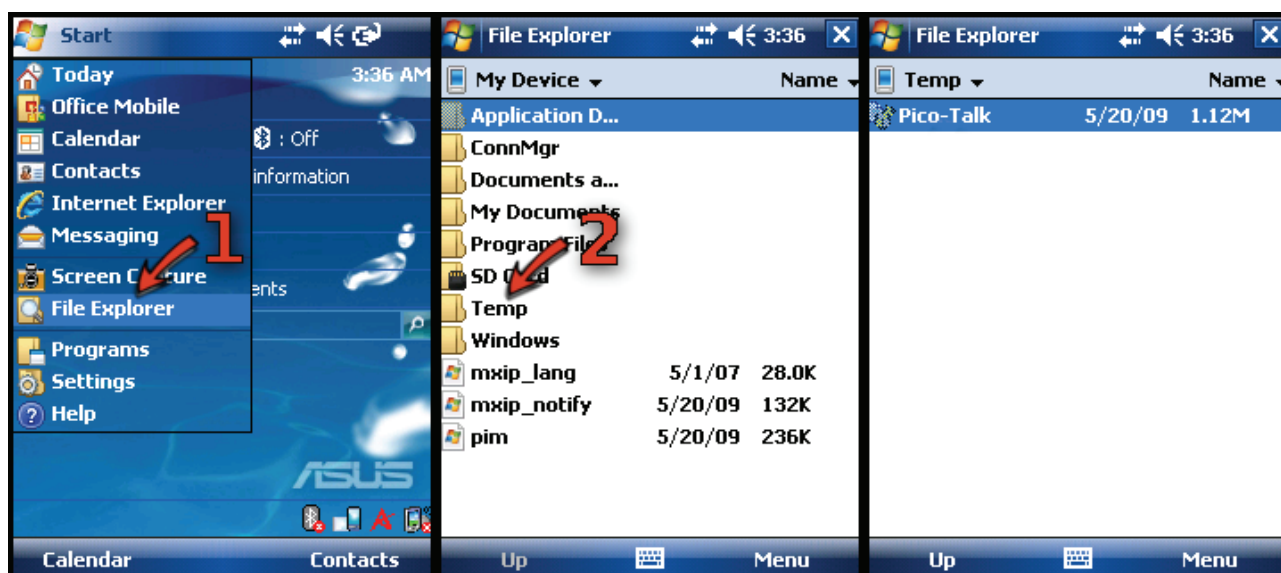 Start
Today
3:36 AM
Office Mobile
Calendar
: Off
Contacts
information
Internet Explorer
Messaging
1
Screen Capture
ents
File Explorer
Programs
Settings
Help
ASUS
Calendar Contacts
File Explorer 3:36
My Device Name
Application D...
ConnMgr
Documents a...
My Documents
Program Files
2
SD Card
Temp
Windows
mxip_lang 5/1/07 28.0K
mxip_notify 5/20/09 132K
pim 5/20/09 236K
Up Menu
File Explorer 3:36
Temp Name
Pico-Talk 5/20/09 1.12M
Up Menu